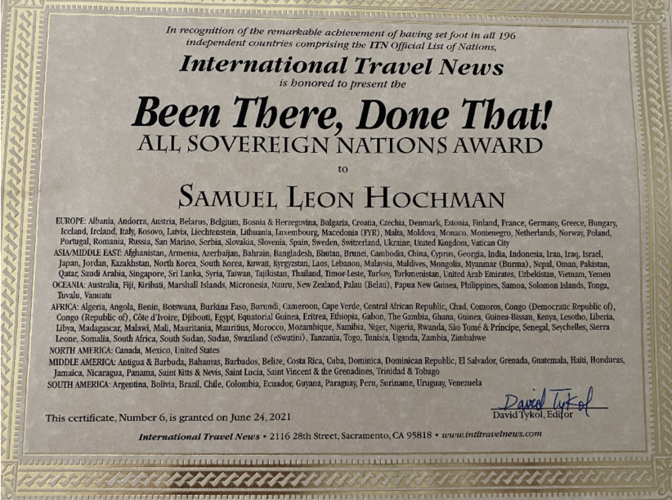 In recognition of the remarkable achievement of having set foot in all 196
independent countries comprising the ITN Official List of Nations,
International Travel News
is honored to present the
Been There, Done That!
ALL SOVEREIGN NATIONS AWARD
to
SAMUEL LEON HOCHMAN
EUROPE: Albania, Andorra, Austria, Belarus, Belgium, Bosnia & Herzegovina, Bulgaria, Croatia, Czechia, Denmark, Estonia, Finland, France, Germany, Greece, Hungary,
Iceland, Ireland, Italy, Kosovo, Latvia, Liechtenstein, Lithuania, Luxembourg, Macedonia (FYR), Malta, Moldova, Monaco, Montenegro, Netherlands, Norway, Poland,
Portugal, Romania, Russia, San Marino, Serbia, Slovakia, Slovenia, Spain, Sweden, Switzerland, Ukraine, United Kingdom, Vatican City
ASIA/MIDDLE EAST: Afghanistan, Armenia, Azerbaijan, Bahrain, Bangladesh, Bhutan, Brunei, Cambodia, China, Cyprus, Georgia, India, Indonesia, Iran, Iraq, Israel,
Japan, Jordan, Kazakhstan, North Korea, South Korea, Kuwait, Kyrgyzstan, Laos, Lebanon, Malaysia, Maldives, Mongolia, Myanmar (Burma), Nepal, Oman, Pakistan,
Qatar, Saudi Arabia, Singapore, Sri Lanka, Syria, Taiwan, Tajikistan, Thailand, Timor-Leste, Turkey, Turkmenistan, United Arab Emirates, Uzbekistan, Vietnam, Yemen
OCEANIA: Australia, Fiji, Kiribati, Marshall Islands, Micronesia, Nauru, New Zealand, Palau (Belau), Papua New Guinea, Philippines, Samoa, Solomon Islands, Tonga,
Tuvalu, Vanuatu
AFRICA: Algeria, Angola, Benin, Botswana, Burkina Faso, Burundi, Cameroon, Cape Verde, Central African Republic, Chad, Comoros, Congo (Democratic Republic of),
Congo (Republic of), Côte d'Ivoire, Djibouti, Egypt, Equatorial Guinea, Eritrea, Ethiopia, Gabon, The Gambia, Ghana, Guinea, Guinea-Bissau, Kenya, Lesotho, Liberia,
Libya, Madagascar, Malawi, Mali, Mauritania, Mauritius, Morocco, Mozambique, Namibia, Niger, Nigeria, Rwanda, São Tomé & Príncipe, Senegal, Seychelles, Sierra
Leone, Somalia, South Africa, South Sudan, Sudan, Swaziland (eSwatini), Tanzania, Togo, Tunisia, Uganda, Zambia, Zimbabwe
NORTH AMERICA: Canada, Mexico, United States
MIDDLE AMERICA: Antigua & Barbuda, Bahamas, Barbados, Belize, Costa Rica, Cuba, Dominica, Dominican Republic, El Salvador, Grenada, Guatemala, Haiti, Honduras,
Jamaica, Nicaragua, Panama, Saint Kitts & Nevis, Saint Lucia, Saint Vincent & the Grenadines, Trinidad & Tobago
SOUTH AMERICA: Argentina, Bolivia, Brazil, Chile, Colombia, Ecuador, Guyana, Paraguay, Peru, Suriname, Uruguay, Venezuela
David Tykol
David Tykol, Editor
This certificate, Number 6, is granted on June 24, 2021
International Travel News • 2116 28th Street, Sacramento, CA 95818 • www.intltravelnews.com